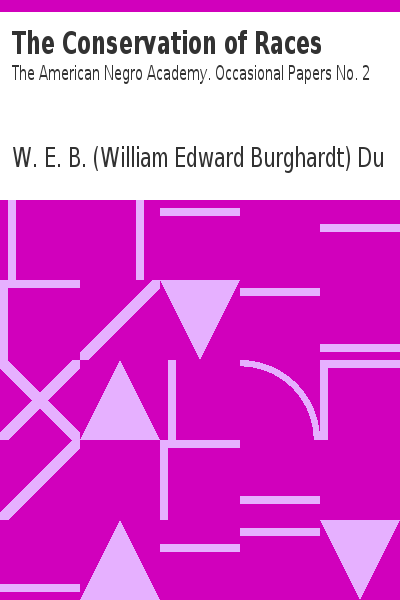 The Conservation of Races
The American Negro Academy. Occasional Papers No. 2
W. E. B. (William Edward Burghardt) Du